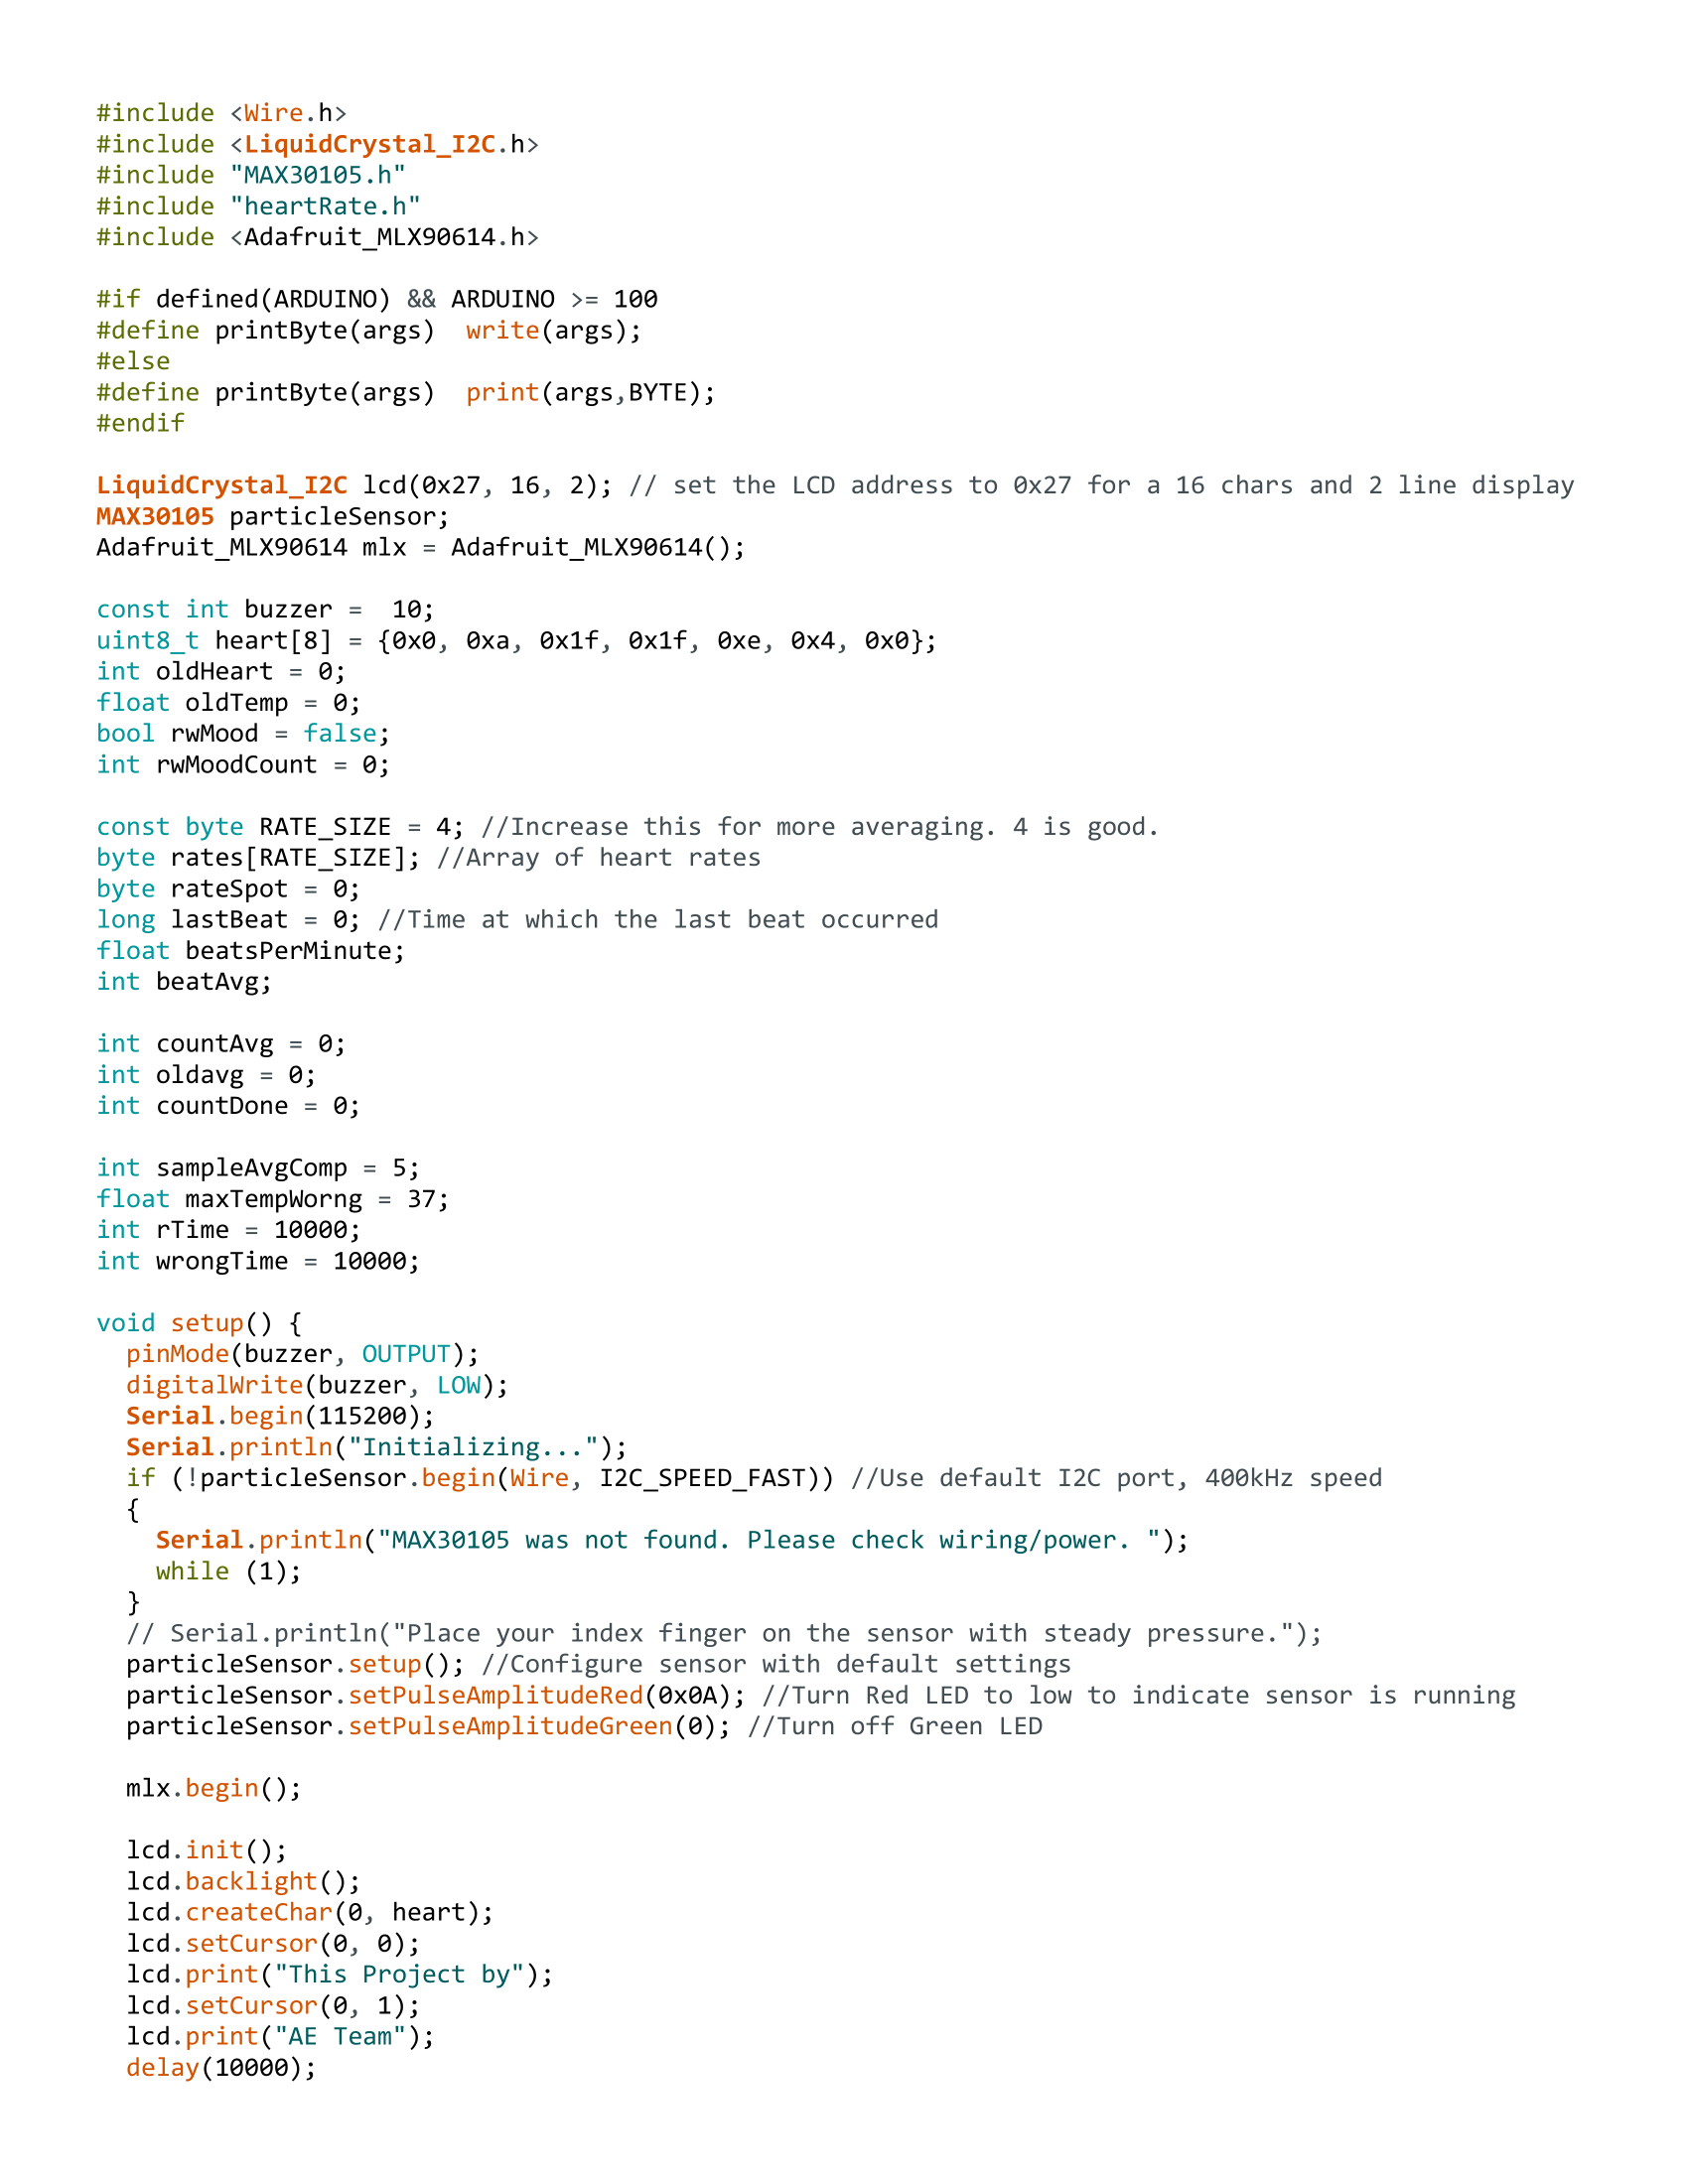 #include <Wire.h>
#include <LiquidCrystal_I2C.h>
#include "MAX30105.h"
#include "heartRate.h"
#include <Adafruit_MLX90614.h>

#if defined(ARDUINO) && ARDUINO >= 100
#define printByte(args)  write(args);
#else
#define printByte(args)  print(args,BYTE);
#endif

LiquidCrystal_I2C lcd(0x27, 16, 2); // set the LCD address to 0x27 for a 16 chars and 2 line display
MAX30105 particleSensor;
Adafruit_MLX90614 mlx = Adafruit_MLX90614();

const int buzzer =  10;
uint8_t heart[8] = {0x0, 0xa, 0x1f, 0x1f, 0xe, 0x4, 0x0};
int oldHeart = 0;
float oldTemp = 0;
bool rwMood = false;
int rwMoodCount = 0;

const byte RATE_SIZE = 4; //Increase this for more averaging. 4 is good.
byte rates[RATE_SIZE]; //Array of heart rates
byte rateSpot = 0;
long lastBeat = 0; //Time at which the last beat occurred
float beatsPerMinute;
int beatAvg;

int countAvg = 0;
int oldavg = 0;
int countDone = 0;

int sampleAvgComp = 5;
float maxTempWorng = 37;
int rTime = 10000;
int wrongTime = 10000;

void setup() {
  pinMode(buzzer, OUTPUT);
  digitalWrite(buzzer, LOW);
  Serial.begin(115200);
  Serial.println("Initializing...");
  if (!particleSensor.begin(Wire, I2C_SPEED_FAST)) //Use default I2C port, 400kHz speed
  {
    Serial.println("MAX30105 was not found. Please check wiring/power. ");
    while (1);
  }
  // Serial.println("Place your index finger on the sensor with steady pressure.");
  particleSensor.setup(); //Configure sensor with default settings
  particleSensor.setPulseAmplitudeRed(0x0A); //Turn Red LED to low to indicate sensor is running
  particleSensor.setPulseAmplitudeGreen(0); //Turn off Green LED

  mlx.begin();

  lcd.init();
  lcd.backlight();
  lcd.createChar(0, heart);
  lcd.setCursor(0, 0);
  lcd.print("This Project by");
  lcd.setCursor(0, 1);
  lcd.print("AE Team");
  delay(10000);